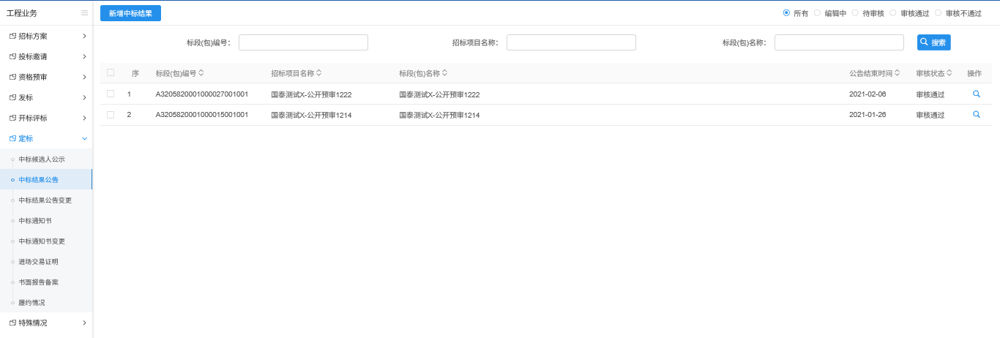 工程业务
招标方案
投标邀请
资格预审
发标
开标评标
定标
中标候选人公示
中标结果公告
中标结果公告变更
中标通知书
中标通知书变更
进场交易证明
书面报告备案
履约情况
特殊情况
新增中标结果 所有 编辑中 待审核 审核通过 审核不通过
标段(包)编号： 招标项目名称： 标段(包)名称： 搜索
序 标段(包)编号 招标项目名称 标段(包)名称 公告结束时间 审核状态 操作
1 A3205820001000027001001 国泰测试X-公开预审1222 国泰测试X-公开预审1222 2021-02-06 审核通过
2 A3205820001000015001001 国泰测试X-公开预审1214 国泰测试X-公开预审1214 2021-01-26 审核通过